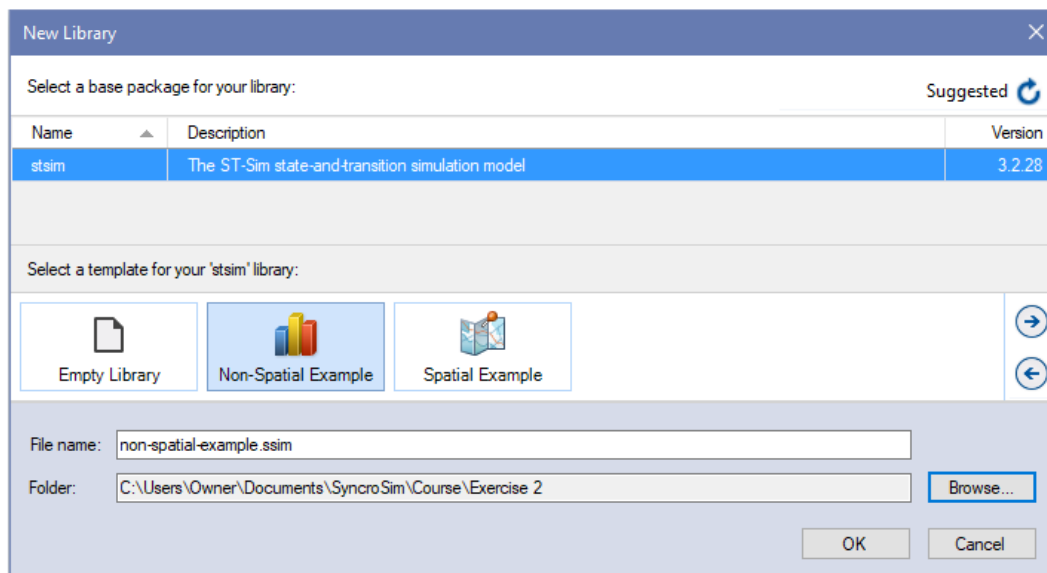 New Library
Select a base package for your library:
Suggested
Name Description Version
stsim The ST-Sim state-and-transition simulation model 3.2.28
Select a template for your 'stsim' library:
Empty Library Non-Spatial Example Spatial Example
File name: non-spatial-example.ssim
Folder: C:\Users\Owner\Documents\SyncroSim\Course\Exercise 2 Browse...
OK Cancel